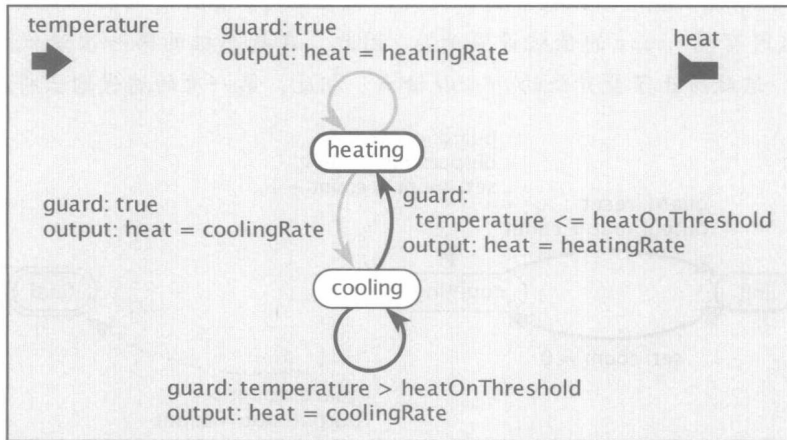 temperature
guard: true
output: heat = heatingRate
heat
heating
guard: true
output: heat = coolingRate
guard:
temperature <= heatOnThreshold
output: heat = heatingRate
cooling
guard: temperature > heatOnThreshold
output: heat = coolingRate